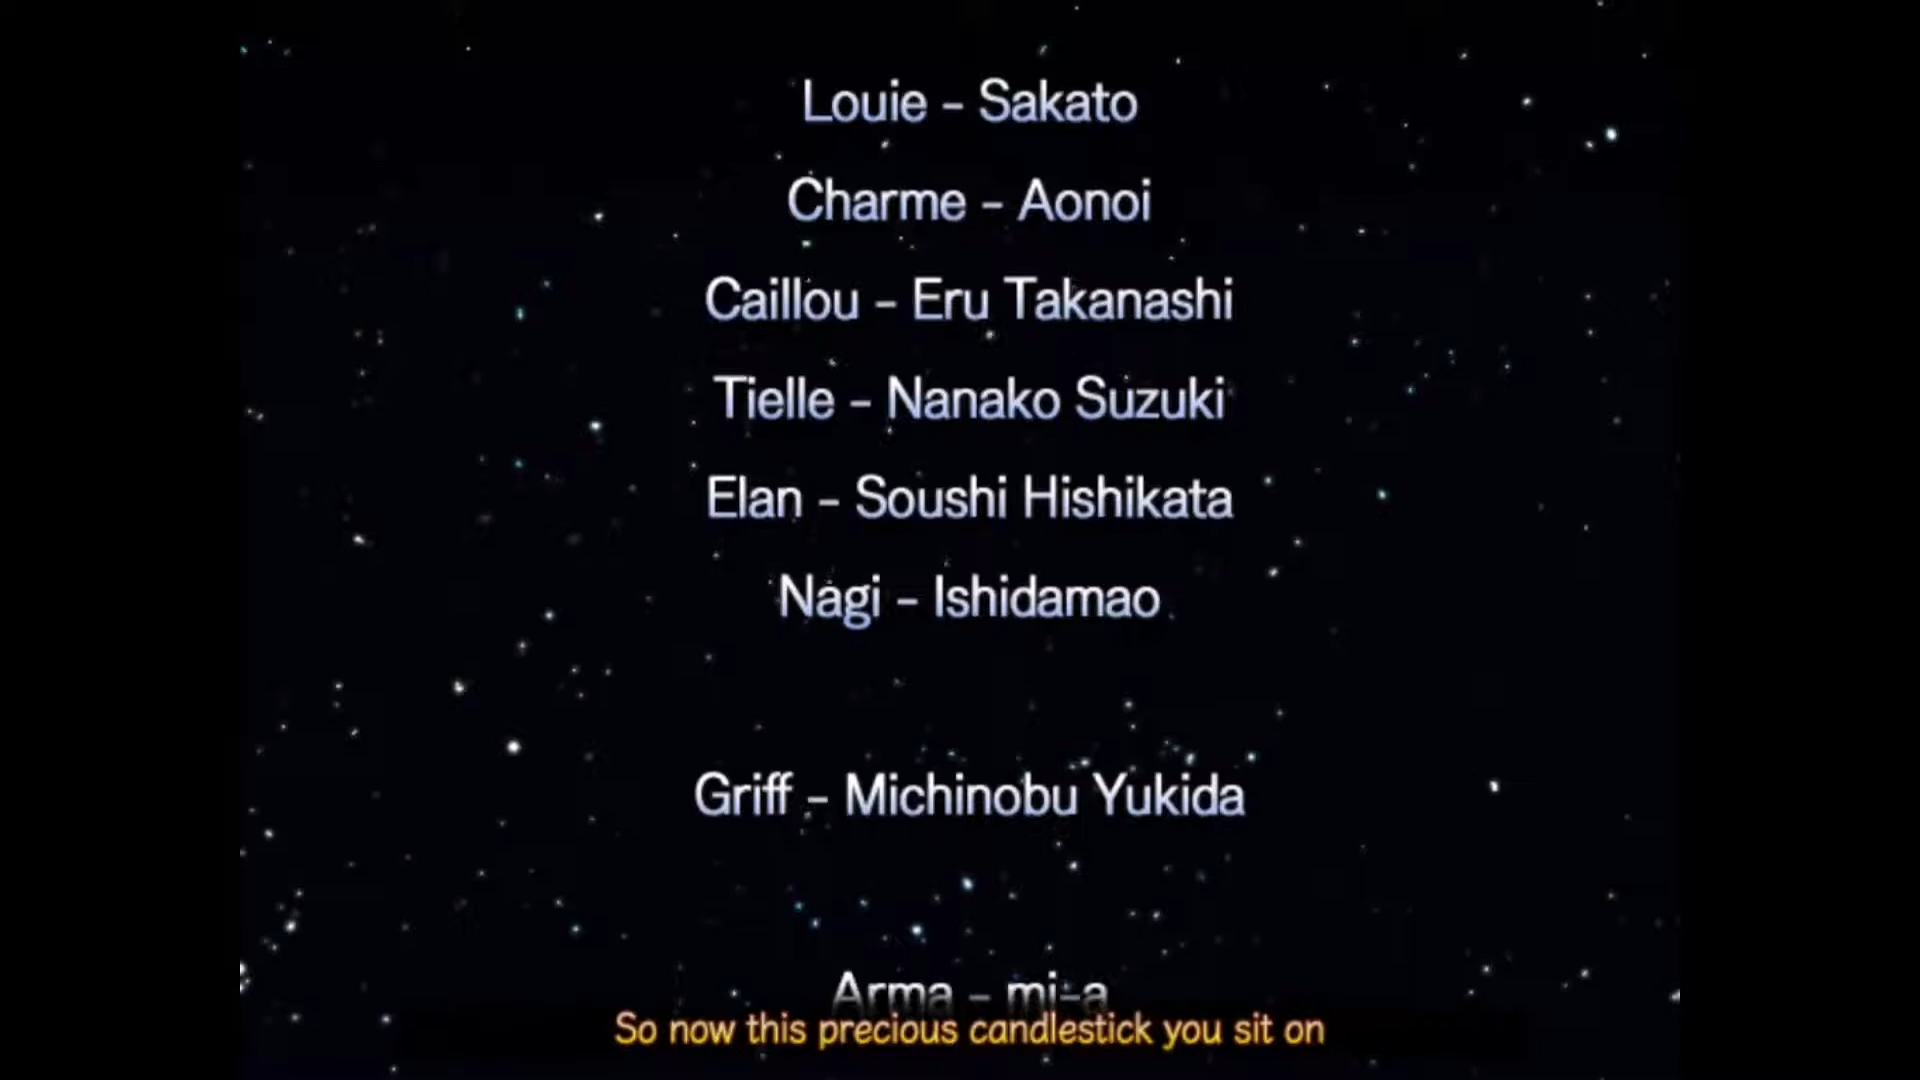 Louie - Sakato
Charme - Aonoi
Caillou - Eru Takanashi
Tielle - Nanako Suzuki
Elan - Soushi Hishikata
Nagi - Ishidamao
Griff - Michinobu Yukida
Arma - mi-a
So now this precious candlestick you sit on